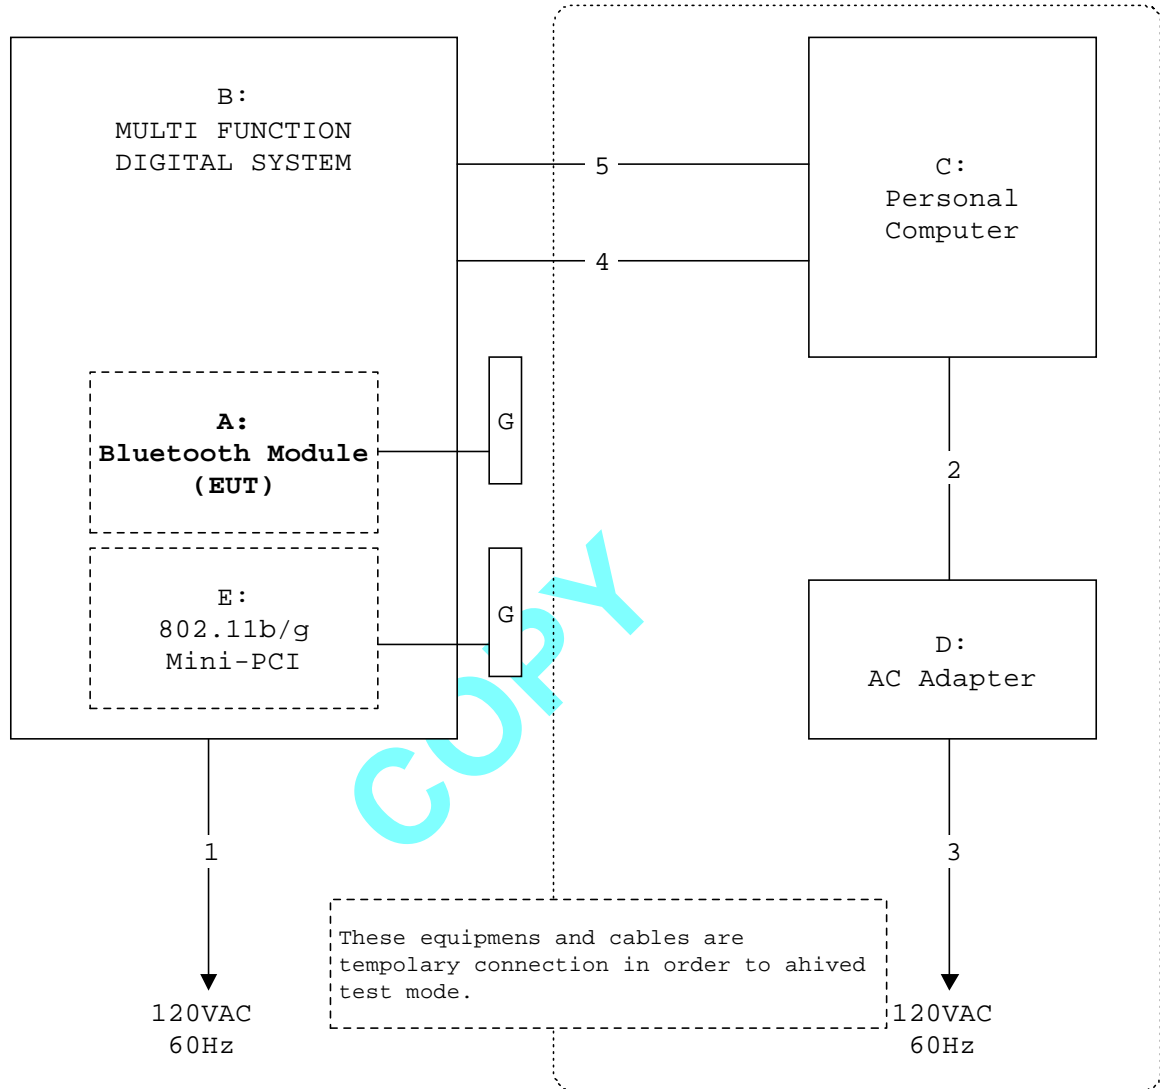 B:
MULTI FUNCTION
DIGITAL SYSTEM
5
C:
Personal
Computer
4
A:
Bluetooth Module
(EUT)
G
2
E:
802.11b/g
Mini-PCI
G
D:
AC Adapter
COPY
1
3
These equipmens and cables are
tempolary connection in order to ahived
test mode.
120VAC
60Hz
120VAC
60Hz